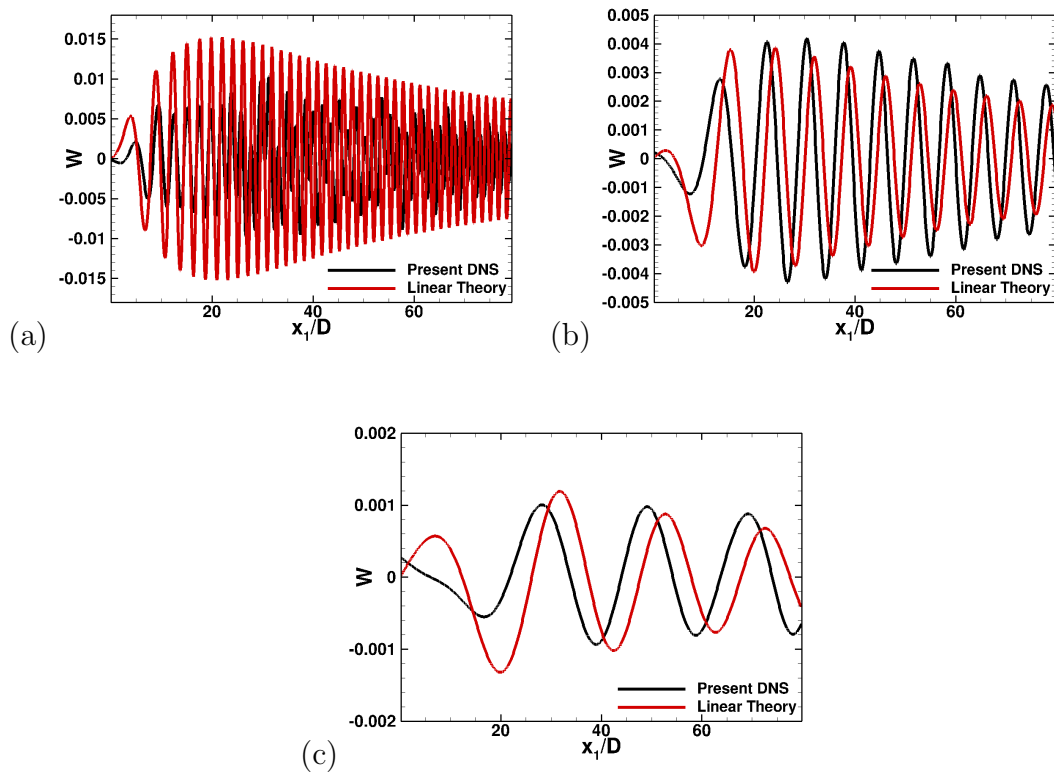 0.015
0.01
0.005
0
-0.005
-0.01
-0.015
W
20
40
60
x1/D
Present DNS
Linear Theory
(a)
0.005
0.004
0.003
0.002
0.001
0
-0.001
-0.002
-0.003
-0.004
-0.005
W
20
40
60
x1/D
Present DNS
Linear Theory
(b)
0.002
0.001
0
-0.001
-0.002
W
20
40
60
x1/D
Present DNS
Linear Theory
(c)